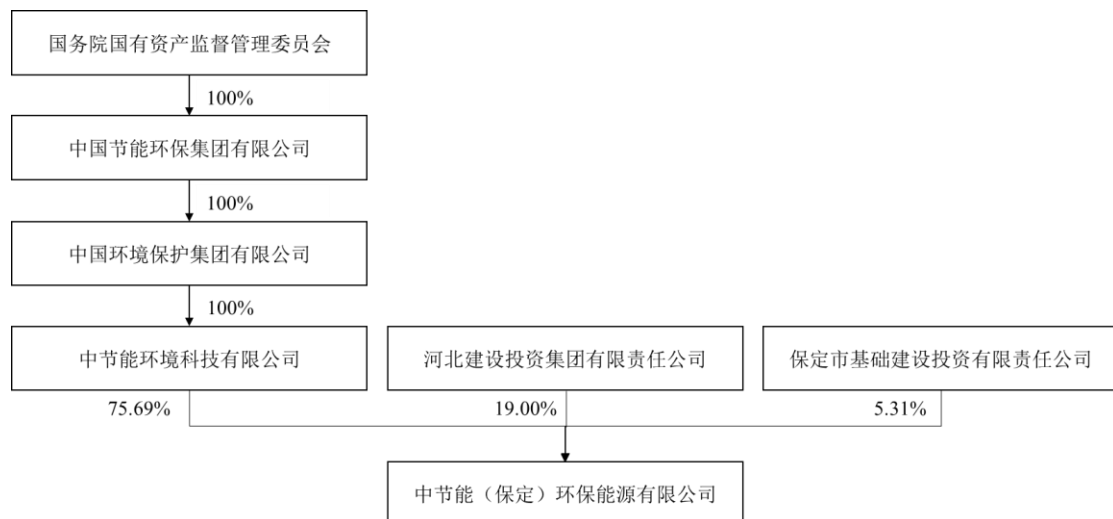 国务院国有资产监督管理委员会
100%
中国节能环保集团有限公司
100%
中国环境保护集团有限公司
100%
中节能环境科技有限公司
河北建设投资集团有限责任公司
保定市基础建设投资有限责任公司
75.69%
19.00%
5.31%
中节能（保定）环保能源有限公司